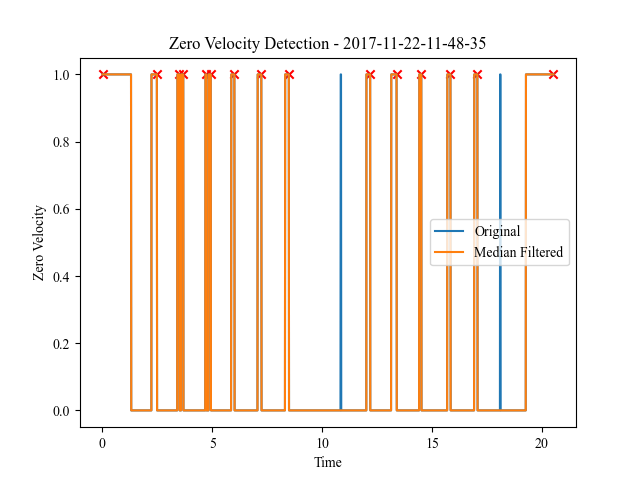 Zero Velocity Detection - 2017-11-22-11-48-35
1.0
0.8
0.6
0.4
0.2
0.0
Zero Velocity
Original
Median Filtered
0
5
10
15
20
Time